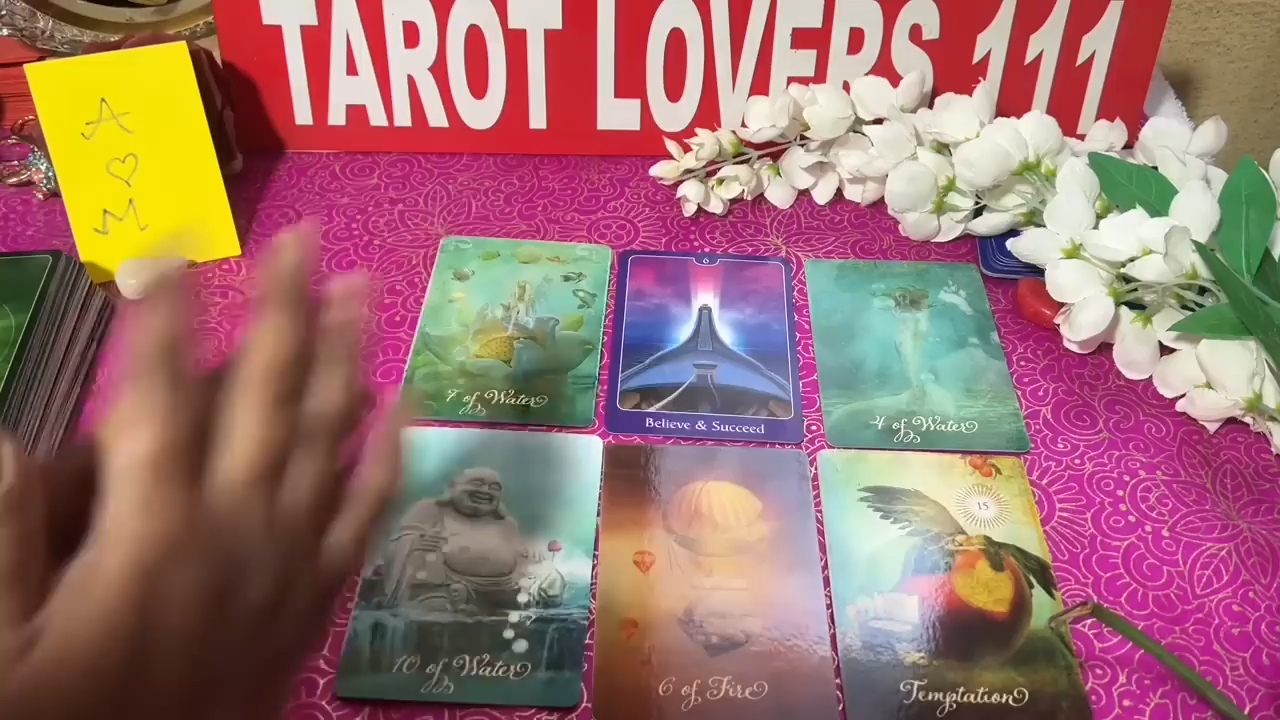 TAROT LOVERS 111
A
♡
M
7 of Water
6
Believe & Succeed
4 of Water
10 of Water
6 of Fire
15
Temptation